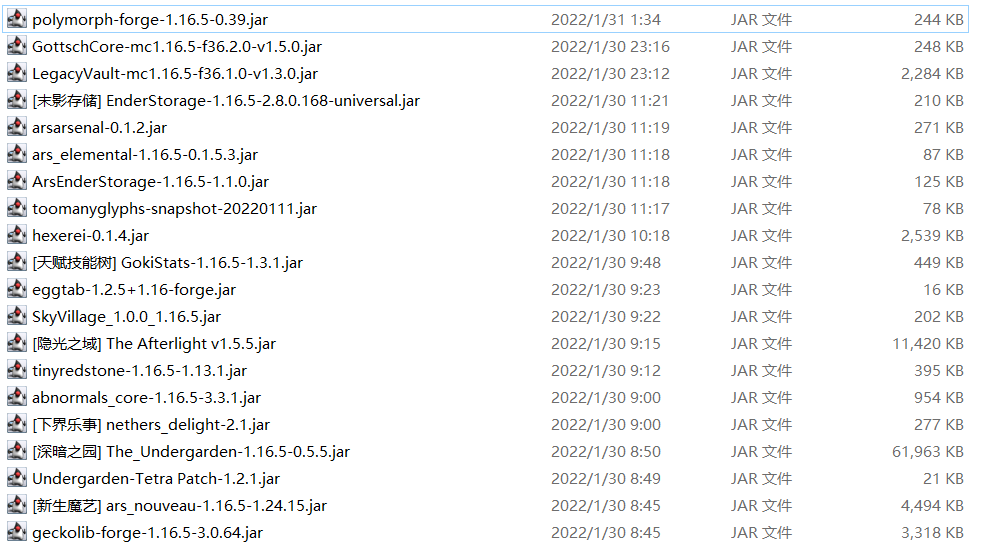 polymorph-forge-1.16.5-0.39.jar 2022/1/31 1:34 JAR 文件 244 KB
GottschCore-mc1.16.5-f36.2.0-v1.5.0.jar 2022/1/30 23:16 JAR 文件 248 KB
LegacyVault-mc1.16.5-f36.1.0-v1.3.0.jar 2022/1/30 23:12 JAR 文件 2,284 KB
[末影存储] EnderStorage-1.16.5-2.8.0.168-universal.jar 2022/1/30 11:21 JAR 文件 210 KB
arsarsenal-0.1.2.jar 2022/1/30 11:19 JAR 文件 271 KB
ars_elemental-1.16.5-0.1.5.3.jar 2022/1/30 11:18 JAR 文件 87 KB
ArsEnderStorage-1.16.5-1.1.0.jar 2022/1/30 11:18 JAR 文件 125 KB
toomanyglyphs-snapshot-20220111.jar 2022/1/30 11:17 JAR 文件 78 KB
hexerei-0.1.4.jar 2022/1/30 10:18 JAR 文件 2,539 KB
[天赋技能树] GokiStats-1.16.5-1.3.1.jar 2022/1/30 9:48 JAR 文件 449 KB
eggtab-1.2.5+1.16-forge.jar 2022/1/30 9:23 JAR 文件 16 KB
SkyVillage_1.0.0_1.16.5.jar 2022/1/30 9:22 JAR 文件 202 KB
[隐光之域] The Afterlight v1.5.5.jar 2022/1/30 9:15 JAR 文件 11,420 KB
tinyredstone-1.16.5-1.13.1.jar 2022/1/30 9:12 JAR 文件 395 KB
abnormals_core-1.16.5-3.3.1.jar 2022/1/30 9:00 JAR 文件 954 KB
[下界乐事] nethers_delight-2.1.jar 2022/1/30 9:00 JAR 文件 277 KB
[深暗之园] The_Undergarden-1.16.5-0.5.5.jar 2022/1/30 8:50 JAR 文件 61,963 KB
Undergarden-Tetra Patch-1.2.1.jar 2022/1/30 8:49 JAR 文件 21 KB
[新生魔艺] ars_nouveau-1.16.5-1.24.15.jar 2022/1/30 8:45 JAR 文件 4,494 KB
geckolib-forge-1.16.5-3.0.64.jar 2022/1/30 8:45 JAR 文件 3,318 KB